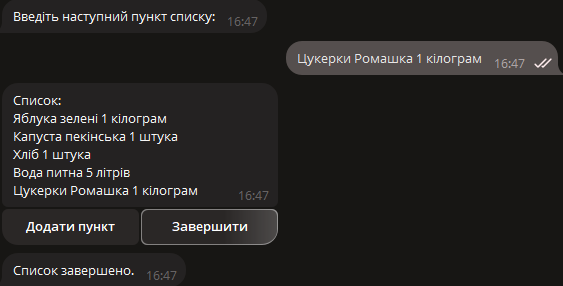 Введіть наступний пункт списку:
16:47
Цукерки Ромашка 1 кілограм
16:47
Список:
Яблука зелені 1 кілограм
Капуста пекінська 1 штука
Хліб 1 штука
Вода питна 5 літрів
Цукерки Ромашка 1 кілограм
16:47
Додати пункт
Завершити
Список завершено.
16:47